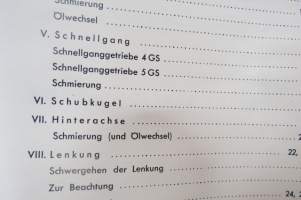 Schmierung
Ölwechsel
V. Schnellgang
Schnellganggetriebe 4 GS
Schnellganggetriebe 5 GS
Schmierung
VI. Schubkugel
VII. Hinterachse
Schmierung (und Ölwechsel)
VIII. Lenkung 22,
Schwergehen der Lenkung
Zur Beachtung 24,